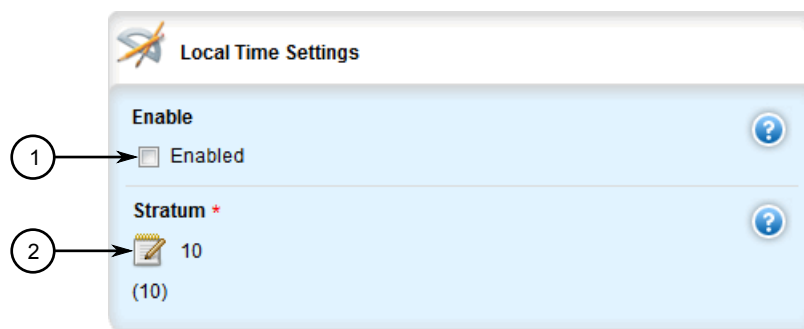 Local Time Settings
Enable
1
Enabled
Stratum *
2
10
(10)